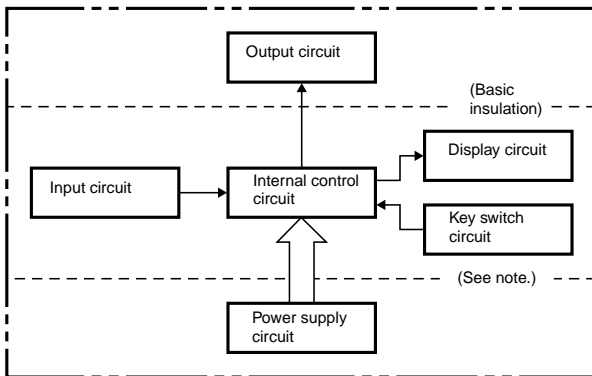 Output circuit
(Basic
insulation)
Display circuit
Input circuit
Internal control
circuit
Key switch
circuit
(See note.)
Power supply
circuit